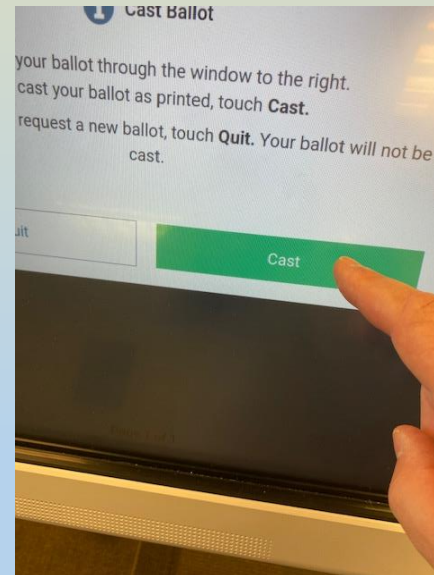 Cast Ballot
your ballot through the window to the right.
cast your ballot as printed, touch Cast.
request a new ballot, touch Quit. Your ballot will not be
cast.
uit
Cast